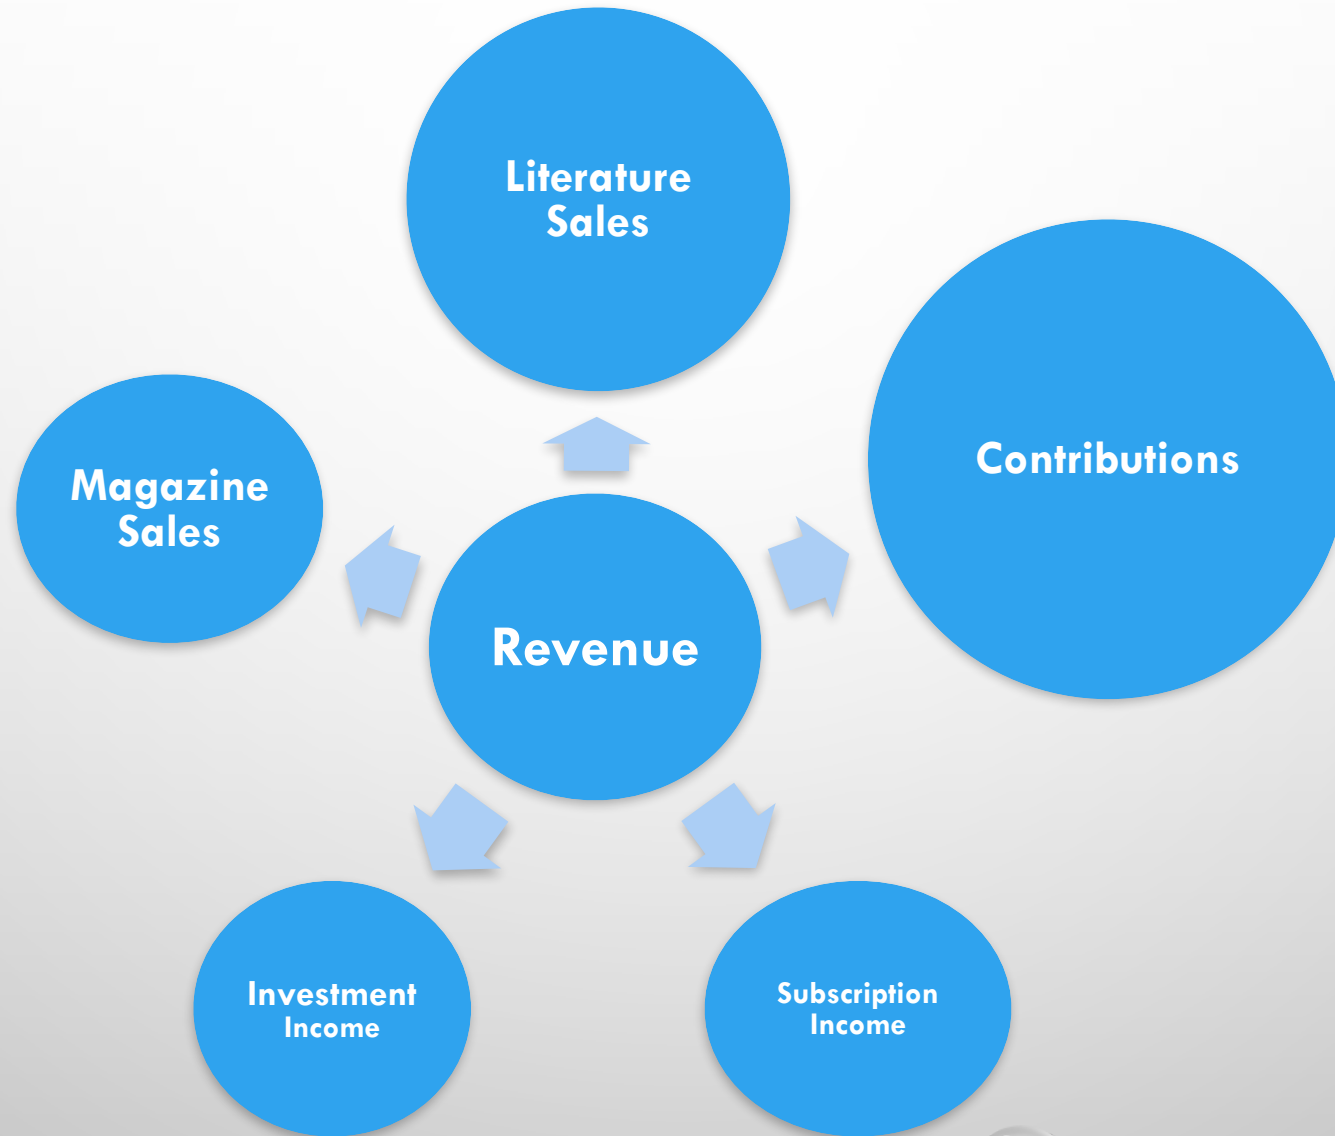 Literature
Sales
Contributions
Magazine
Sales
Revenue
Investment
Income
Subscription
Income